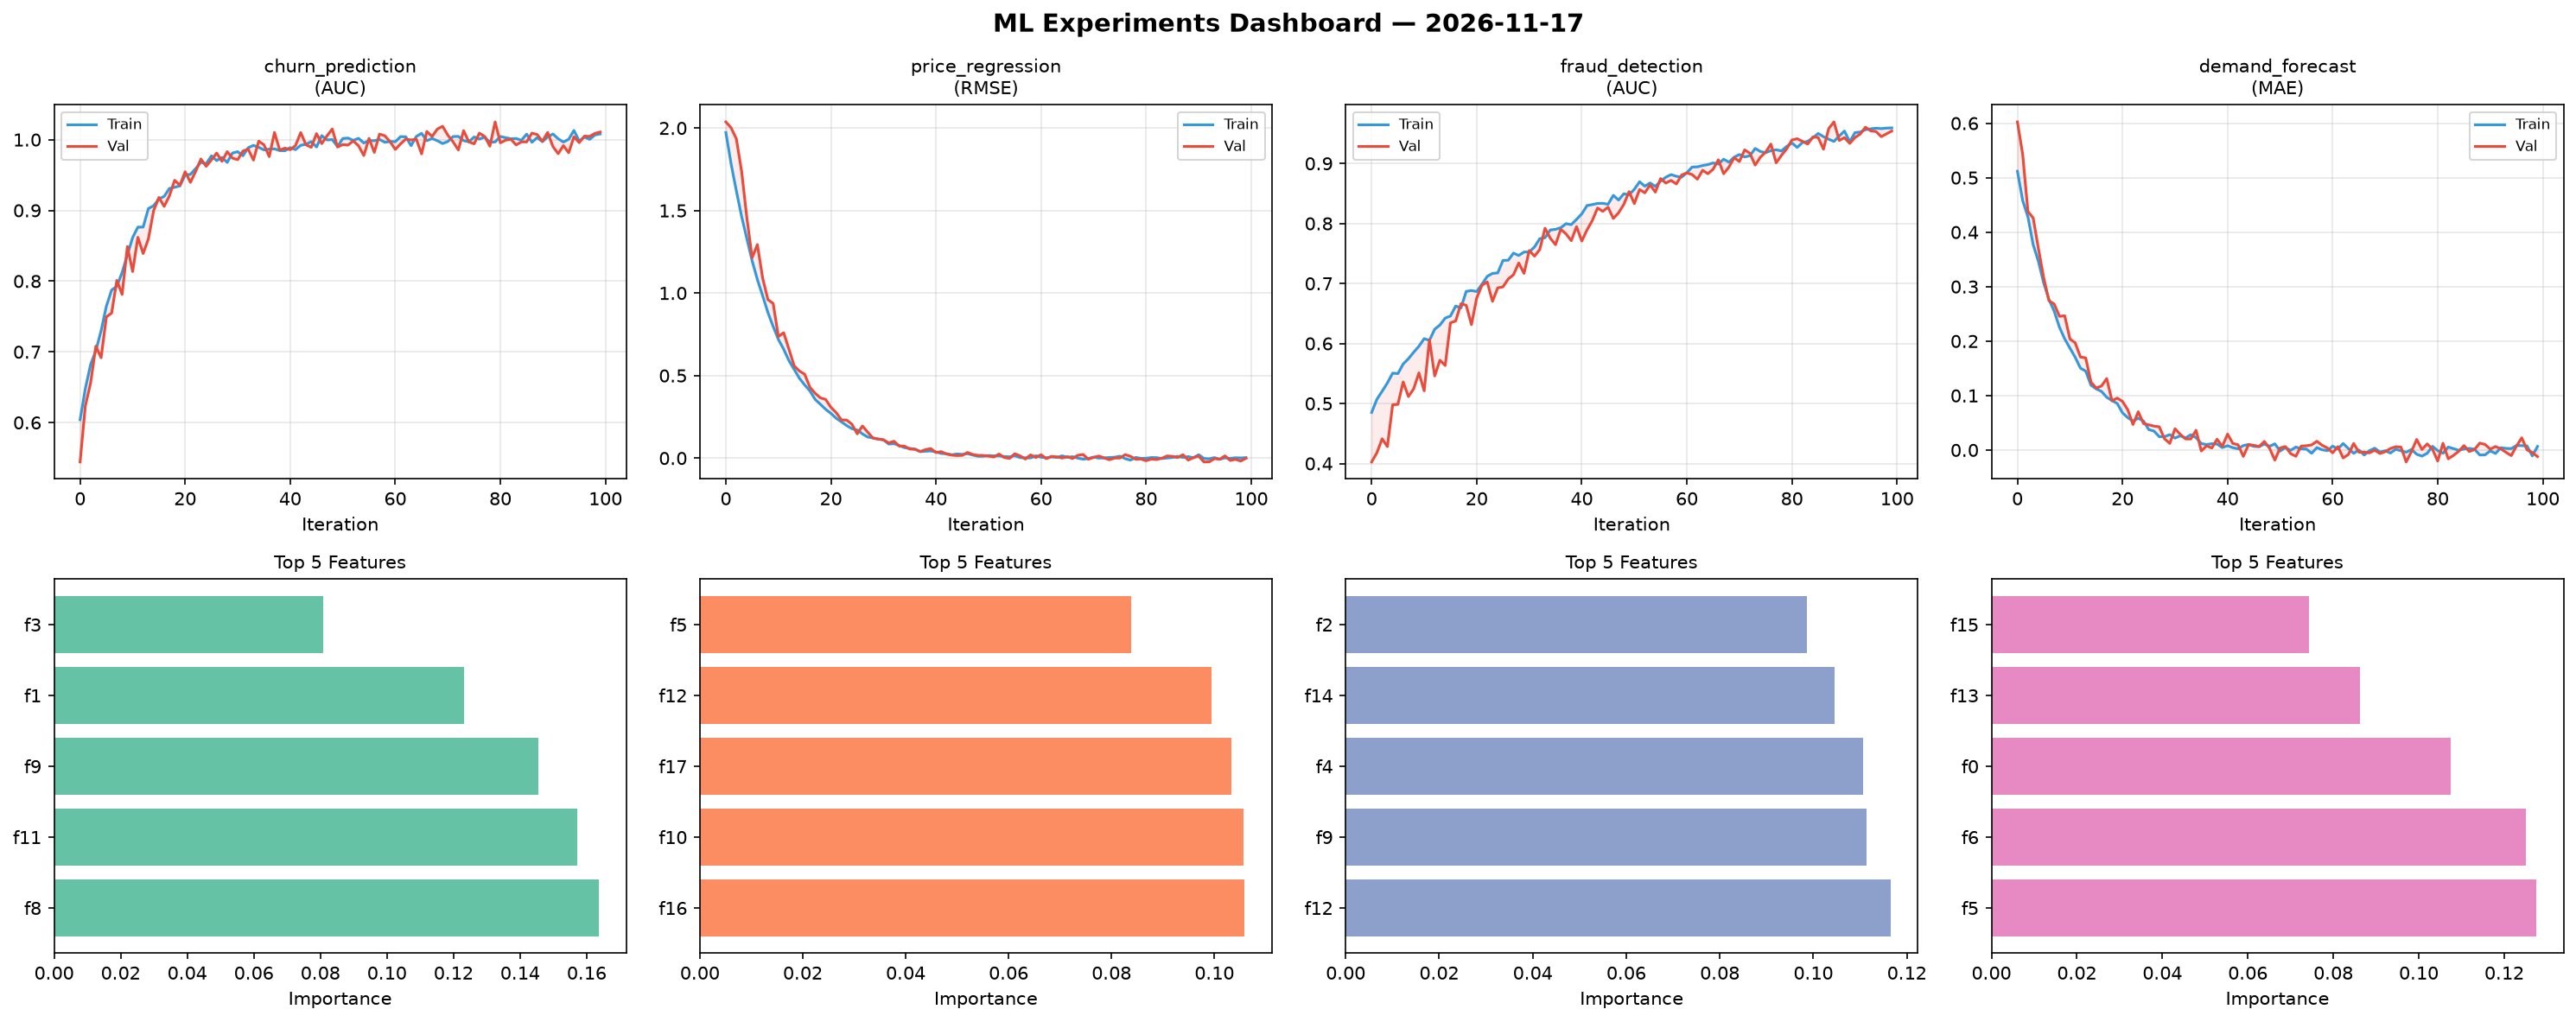 ML Experiments Dashboard — 2026-11-17
churn_prediction
(AUC)
Train
Val
1.0
0.9
0.8
0.7
0.6
0 20 40 60 80 100
Iteration
price_regression
(RMSE)
Train
Val
2.0
1.5
1.0
0.5
0.0
0 20 40 60 80 100
Iteration
fraud_detection
(AUC)
Train
Val
0.9
0.8
0.7
0.6
0.5
0.4
0 20 40 60 80 100
Iteration
demand_forecast
(MAE)
Train
Val
0.6
0.5
0.4
0.3
0.2
0.1
0.0
0 20 40 60 80 100
Iteration
Top 5 Features
f3
f1
f9
f11
f8
0.00 0.02 0.04 0.06 0.08 0.10 0.12 0.14 0.16
Importance
Top 5 Features
f5
f12
f17
f10
f16
0.00 0.02 0.04 0.06 0.08 0.10
Importance
Top 5 Features
f2
f14
f4
f9
f12
0.00 0.02 0.04 0.06 0.08 0.10 0.12
Importance
Top 5 Features
f15
f13
f0
f6
f5
0.00 0.02 0.04 0.06 0.08 0.10 0.12
Importance